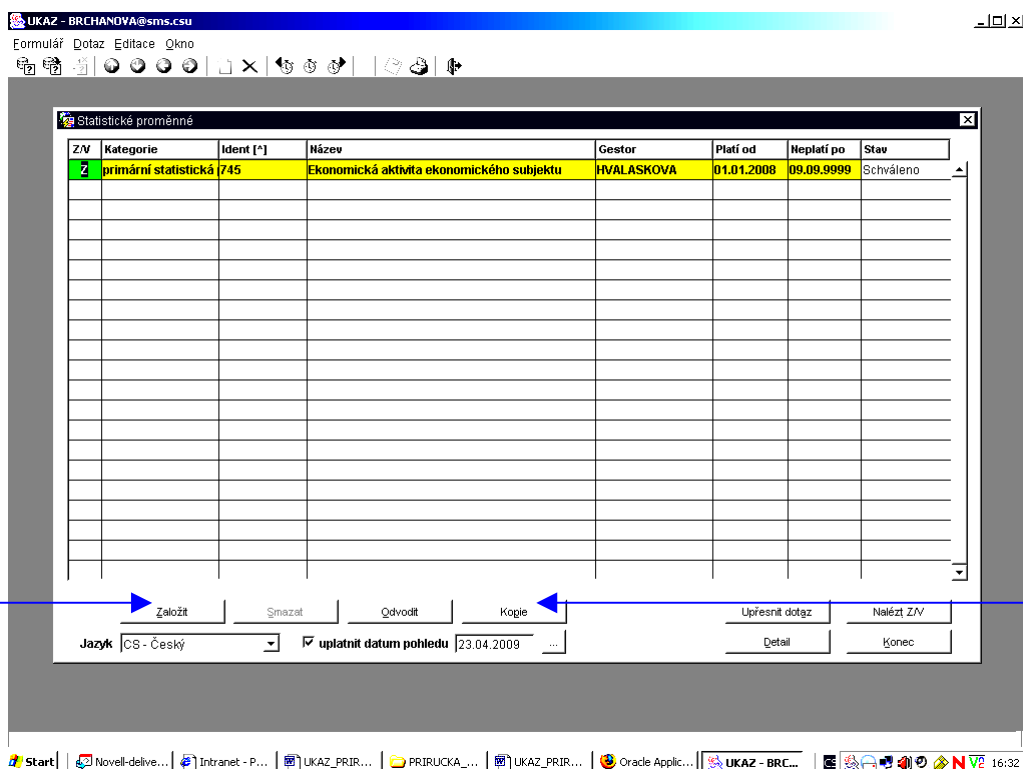 UKAZ - BRCHANOVA@sms.csu
Formulář Dotaz Editace Okno
Statistické proměnné
Z/V Kategorie Ident [^] Název Gestor Platí od Neplatí po Stav
Z primární statistická 745 Ekonomická aktivita ekonomického subjektu HVALASKOVA 01.01.2008 09.09.9999 Schváleno
Založit Smazat Odvodit Kopie Upřesnit dotaz Nalézt Z/V
Jazyk CS - Český uplatnit datum pohledu 23.04.2009 ... Detail Konec
Start Novell-delive... Intranet - P... UKAZ_PRIR... PRIRUCKA_... UKAZ_PRIR... Oracle Applic... UKAZ - BRC... 16:32